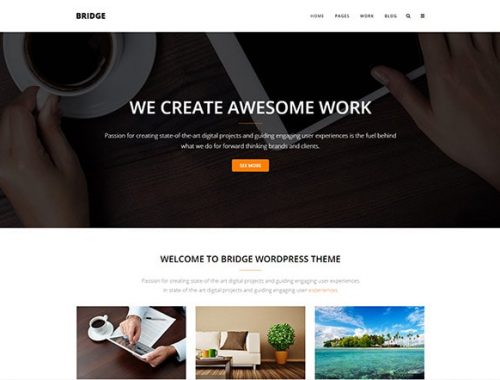 BRIDGE
HOME PAGES WORK BLOG
WE CREATE AWESOME WORK
Passion for creating state-of-the-art digital projects and guiding engaging user experiences is the fuel behind
what we do for forward thinking brands and clients.
SEE MORE
WELCOME TO BRIDGE WORDPRESS THEME
Passion for creating state-of-the-art digital projects and guiding engaging user experiences
in state-of-the-art digital projects and guiding engaging user experiences.